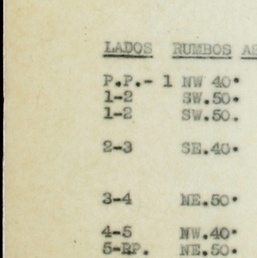 LADOS RUMBOS AS
P.P.- 1 NW 40°
1-2 SW.50°
1-2 SW.50.
2-3 SE.40°
3-4 NE.50°
4-5 NW.40°
5-PP. NE.50°